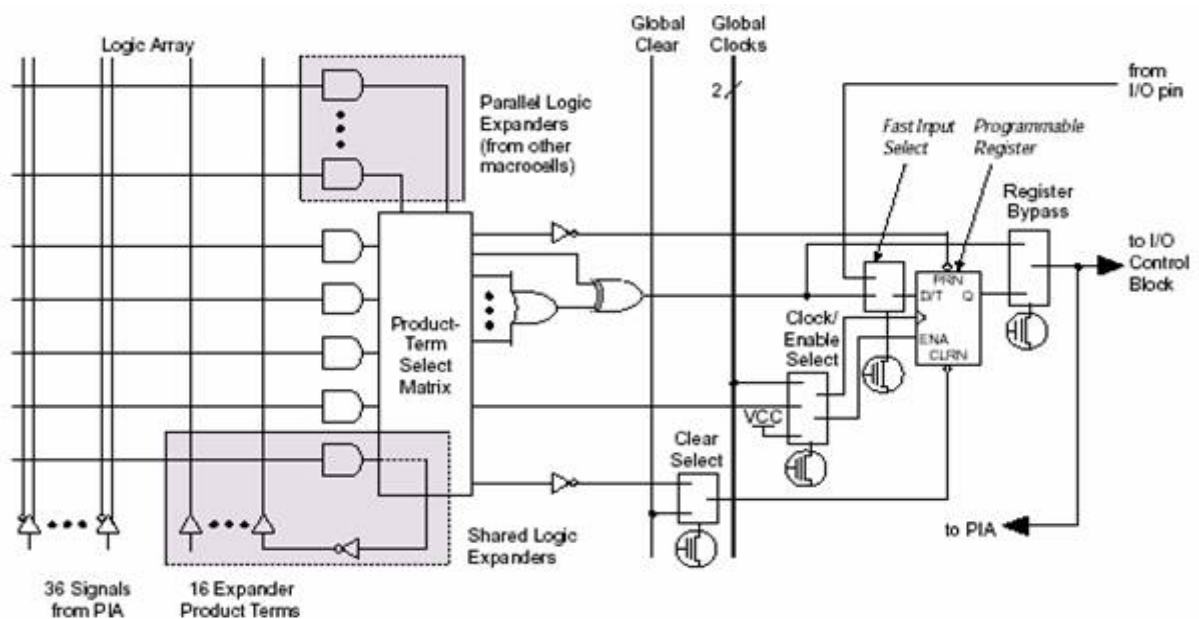 Logic Array
Global
Clear
Global
Clocks
2
from
I/O pin
Parallel Logic
Expanders
(from other
macrocells)
Fast Input
Select
Programmable
Register
Register
Bypass
to I/O
Control
Block
PRN
D/T Q
ENA
CLRN
Clock/
Enable
Select
Product-
Term
Select
Matrix
VCC
Clear
Select
Shared Logic
Expanders
to PIA
36 Signals
from PIA
16 Expander
Product Terms